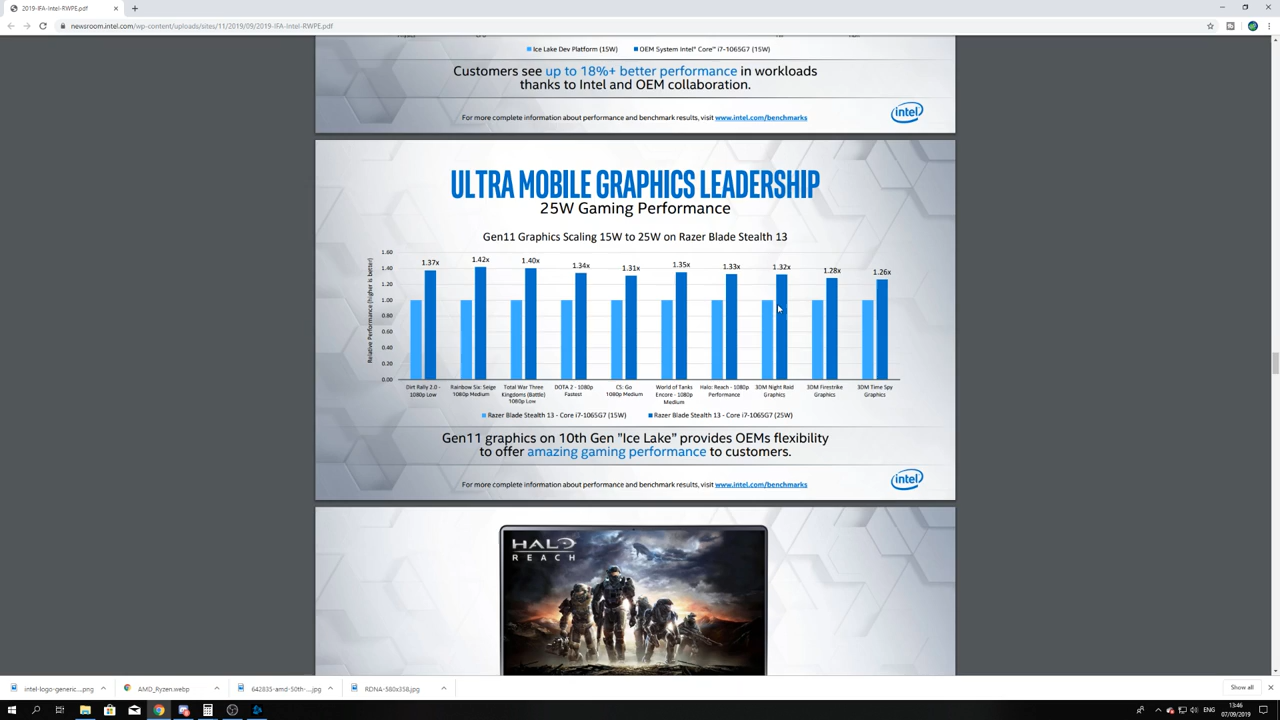 2019-IFA-Intel-RWPE.pdf
newsroom.intel.com/wp-content/uploads/sites/11/2019/09/2019-IFA-Intel-RWPE.pdf
Ice Lake Dev Platform (15W) OEM System Intel® Core™ i7-1065G7 (15W)
Customers see up to 18%+ better performance in workloads
thanks to Intel and OEM collaboration.
For more complete information about performance and benchmark results, visit www.intel.com/benchmarks
intel
ULTRA MOBILE GRAPHICS LEADERSHIP
25W Gaming Performance
Gen11 Graphics Scaling 15W to 25W on Razer Blade Stealth 13
Relative Performance (higher is better)
1.60
1.40
1.20
1.00
0.80
0.60
0.40
0.20
0.00
1.37x 1.42x 1.40x 1.34x 1.31x 1.35x 1.33x 1.32x 1.28x 1.26x
Dirt Rally 2.0 - 1080p Low
Rainbow Six: Seige 1080p Medium
Total War Three Kingdoms (Battle) 1080p Low
DOTA 2 - 1080p Fastest
CS: Go 1080p Medium
World of Tanks Encore - 1080p Medium
Halo: Reach - 1080p Performance
3DM Night Raid Graphics
3DM Firestrike Graphics
3DM Time Spy Graphics
Razer Blade Stealth 13 - Core i7-1065G7 (15W) Razer Blade Stealth 13 - Core i7-1065G7 (25W)
Gen11 graphics on 10th Gen "Ice Lake" provides OEMs flexibility
to offer amazing gaming performance to customers.
For more complete information about performance and benchmark results, visit www.intel.com/benchmarks
intel
HALO
REACH
intel-logo-generic....png AMD_Ryzen.webp 642835-amd-50th-....jpg RDNA-580x358.jpg Show all
ENG
13:46
07/09/2019